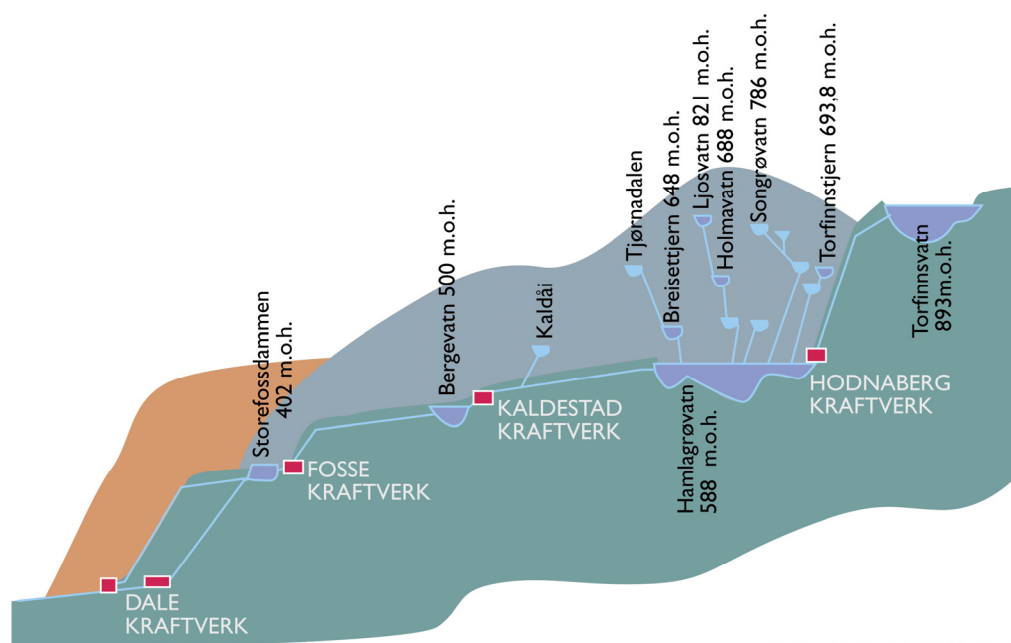 Storefossdammen
402 m.o.h.
Bergevatn 500 m.o.h.
Kaldåi
Tjørnadalen
Breisettjern 648 m.o.h.
Ljosvatn 821 m.o.h.
Holmavatn 688 m.o.h.
Songrøvatn 786 m.o.h.
Torfinnstjern 693,8 m.o.h.
Torfinnsvatn
893m.o.h.
Hamlagrøvatn
588 m.o.h.
HODNABERG
KRAFTVERK
KALDESTAD
KRAFTVERK
FOSSE
KRAFTVERK
DALE
KRAFTVERK